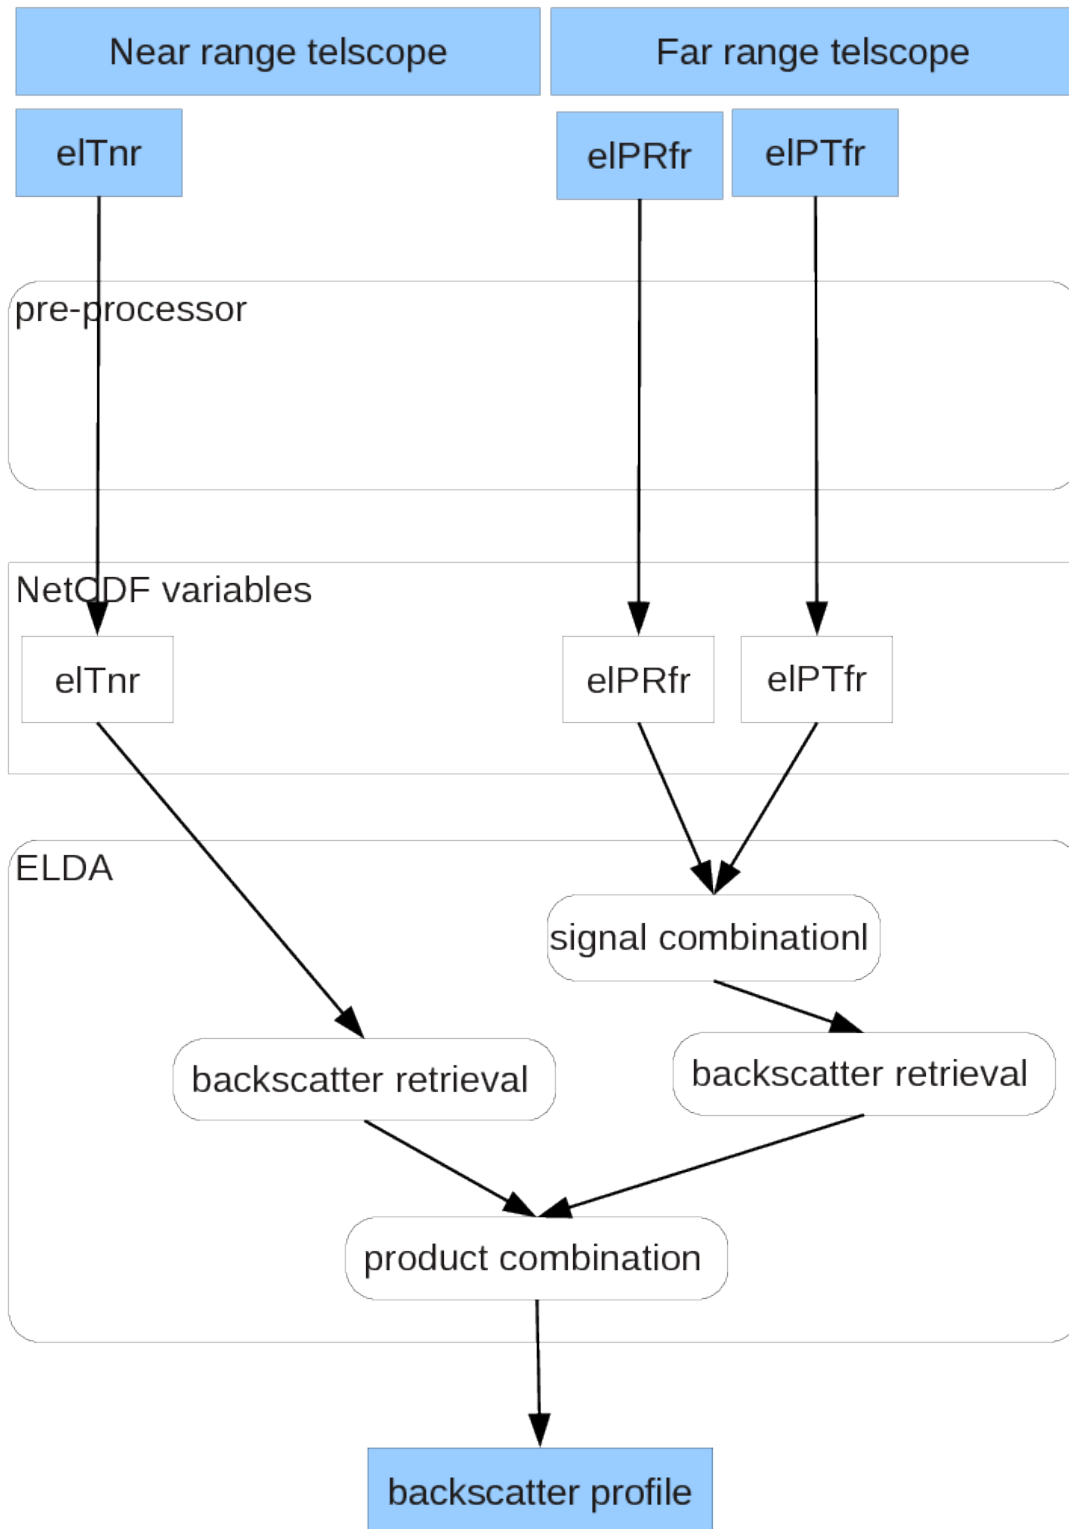 Near range telscope
Far range telscope
elTnr
elPRfr
elPTfr
pre-processor
NetCDF variables
elTnr
elPRfr
elPTfr
ELDA
signal combinationl
backscatter retrieval
backscatter retrieval
product combination
backscatter profile